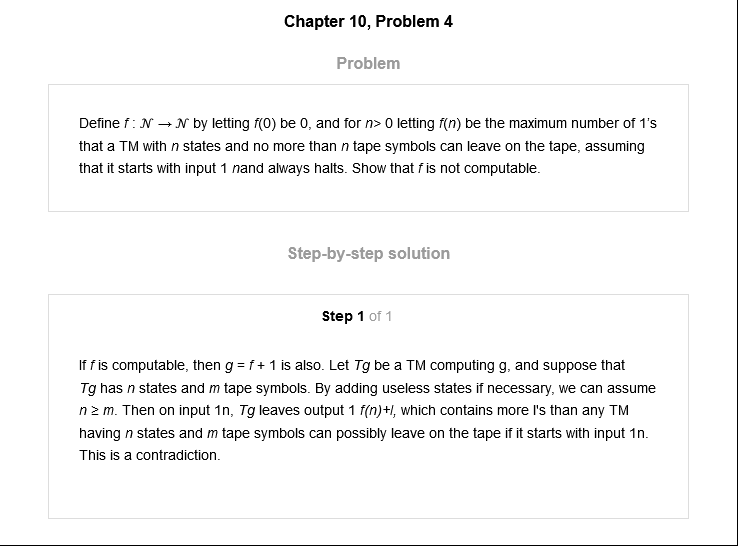 Chapter 10, Problem 4
Problem
Define f : 𝒩 → 𝒩 by letting f(0) be 0, and for n> 0 letting f(n) be the maximum number of 1's
that a TM with n states and no more than n tape symbols can leave on the tape, assuming
that it starts with input 1 nand always halts. Show that f is not computable.
Step-by-step solution
Step 1 of 1
If f is computable, then g = f + 1 is also. Let Tg be a TM computing g, and suppose that
Tg has n states and m tape symbols. By adding useless states if necessary, we can assume
n ≥ m. Then on input 1n, Tg leaves output 1 f(n)+l, which contains more l's than any TM
having n states and m tape symbols can possibly leave on the tape if it starts with input 1n.
This is a contradiction.